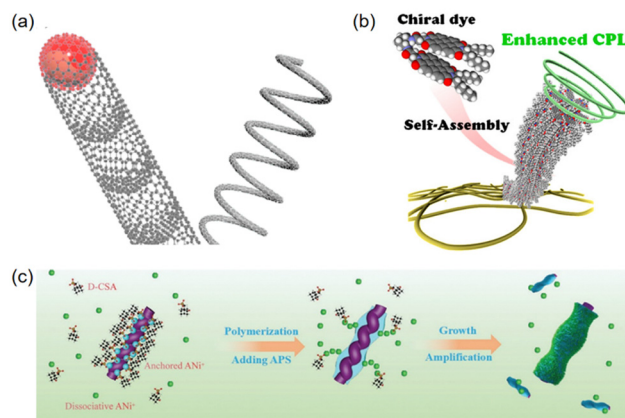 (a)
(b)
Chiral dye
Enhanced CPL
Self-Assembly
(c)
D-CSA
Polymerization
Adding APS
Growth
Amplification
Anchored ANi⁺
Dissociative ANi⁺